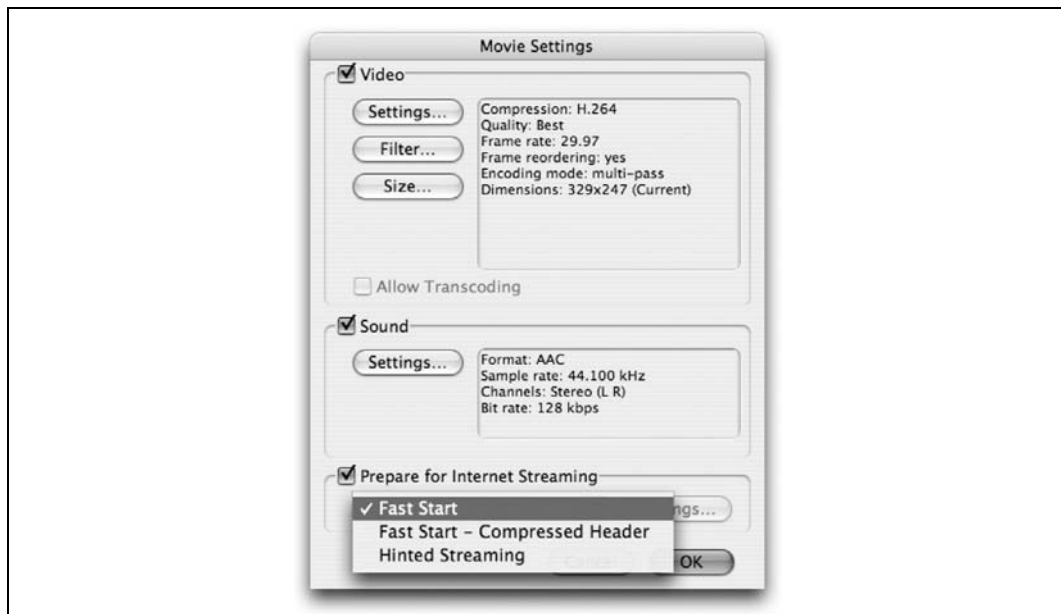 Movie Settings
Video
Settings...
Filter...
Size...
Compression: H.264
Quality: Best
Frame rate: 29.97
Frame reordering: yes
Encoding mode: multi-pass
Dimensions: 329x247 (Current)
Allow Transcoding
Sound
Settings...
Format: AAC
Sample rate: 44.100 kHz
Channels: Stereo (L R)
Bit rate: 128 kbps
Prepare for Internet Streaming
✓ Fast Start
ngs...
Fast Start – Compressed Header
Hinted Streaming
Cancel
OK